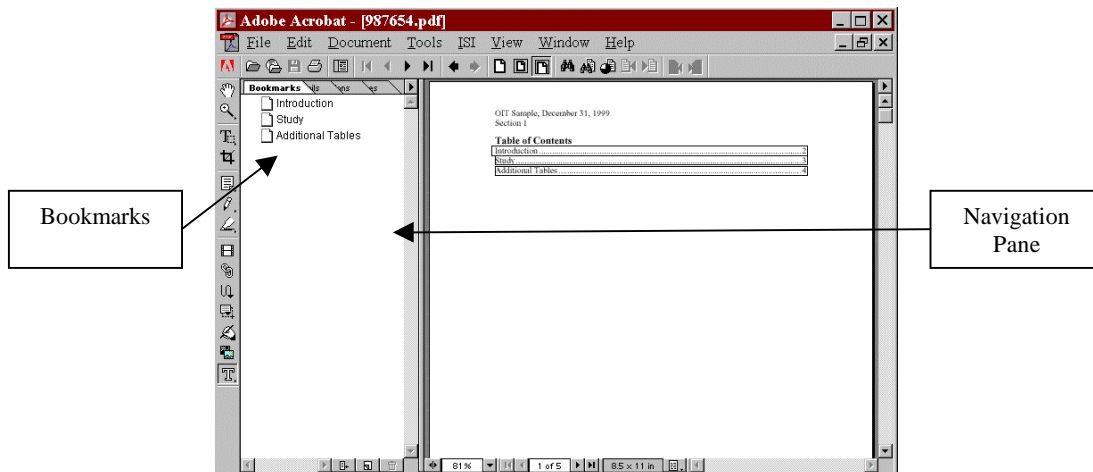 Adobe Acrobat - [987654.pdf]
File Edit Document Tools ISI View Window Help
Bookmarks
Introduction
Study
Additional Tables
OIT Sample, December 31, 1999
Section 1
Table of Contents
Introduction 2
Study 3
Additional Tables 4
Bookmarks
Navigation
Pane
81% 1 of 5 8.5 x 11 in